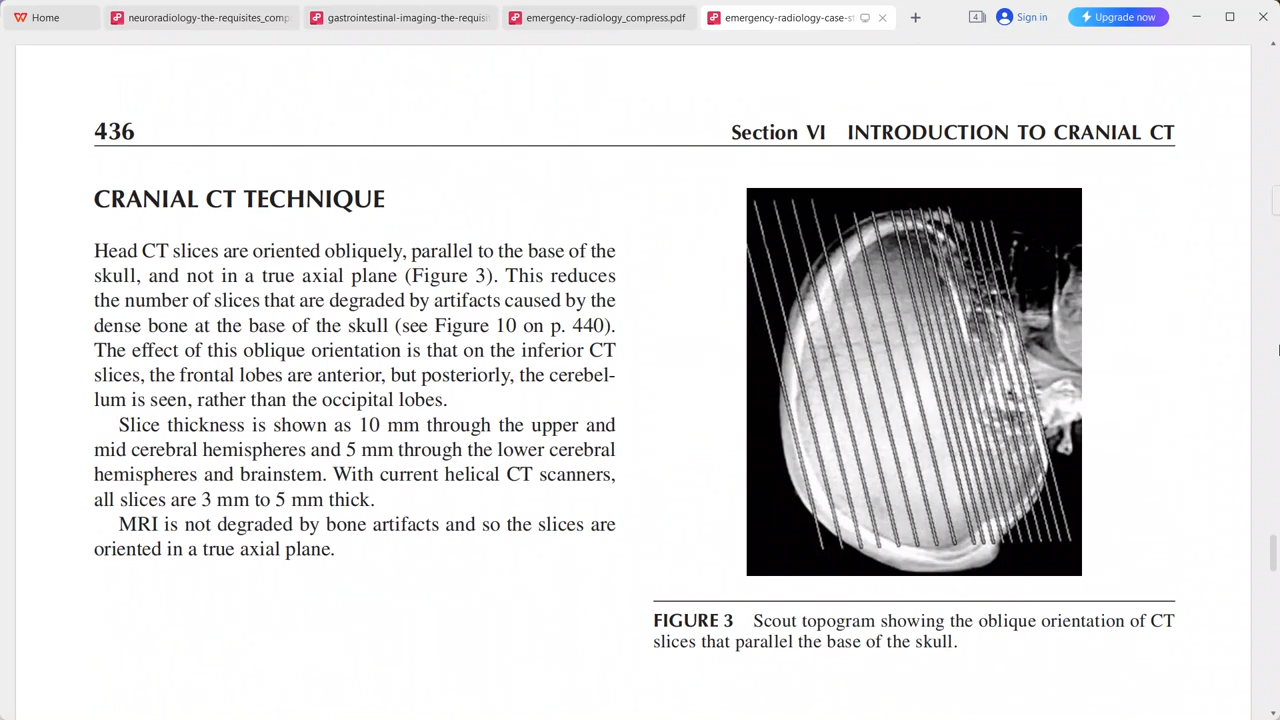 Home
neuroradiology-the-requisites_comp
gastrointestinal-imaging-the-requisit
emergency-radiology_compress.pdf
emergency-radiology-case-st
4
Sign in
Upgrade now
436
Section VI INTRODUCTION TO CRANIAL CT
CRANIAL CT TECHNIQUE
Head CT slices are oriented obliquely, parallel to the base of the
skull, and not in a true axial plane (Figure 3). This reduces
the number of slices that are degraded by artifacts caused by the
dense bone at the base of the skull (see Figure 10 on p. 440).
The effect of this oblique orientation is that on the inferior CT
slices, the frontal lobes are anterior, but posteriorly, the cerebel-
lum is seen, rather than the occipital lobes.
Slice thickness is shown as 10 mm through the upper and
mid cerebral hemispheres and 5 mm through the lower cerebral
hemispheres and brainstem. With current helical CT scanners,
all slices are 3 mm to 5 mm thick.
MRI is not degraded by bone artifacts and so the slices are
oriented in a true axial plane.
FIGURE 3 Scout topogram showing the oblique orientation of CT
slices that parallel the base of the skull.